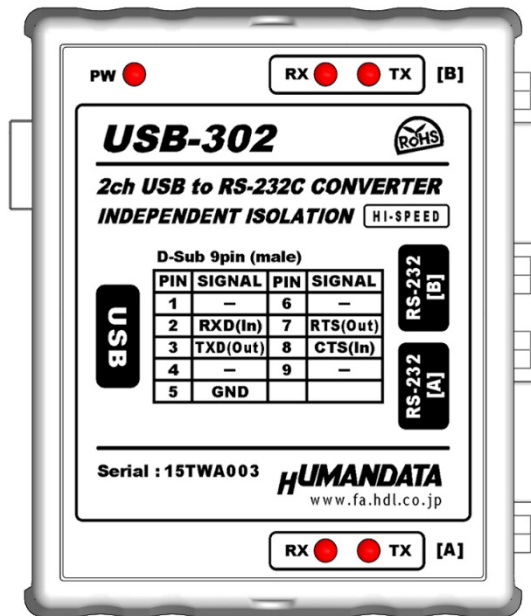 PW RX TX [B]
USB-302
RoHS
2ch USB to RS-232C CONVERTER
INDEPENDENT ISOLATION HI-SPEED
D-Sub 9pin (male)
PIN SIGNAL PIN SIGNAL
1 – 6 –
2 RXD(In) 7 RTS(Out)
3 TXD(Out) 8 CTS(In)
4 – 9 –
5 GND
USB
RS-232
[B]
RS-232
[A]
Serial : 15TWA003
HUMANDATA
www.fa.hdl.co.jp
RX TX [A]